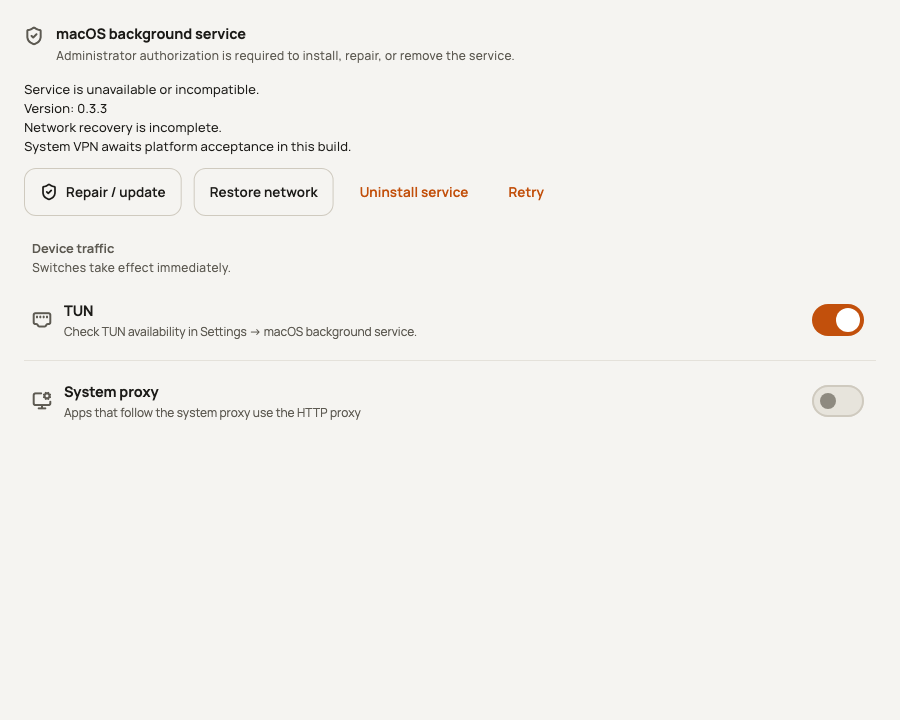 macOS background service
Administrator authorization is required to install, repair, or remove the service.
Service is unavailable or incompatible.
Version: 0.3.3
Network recovery is incomplete.
System VPN awaits platform acceptance in this build.
Repair / update
Restore network
Uninstall service
Retry
Device traffic
Switches take effect immediately.
TUN
Check TUN availability in Settings → macOS background service.
System proxy
Apps that follow the system proxy use the HTTP proxy